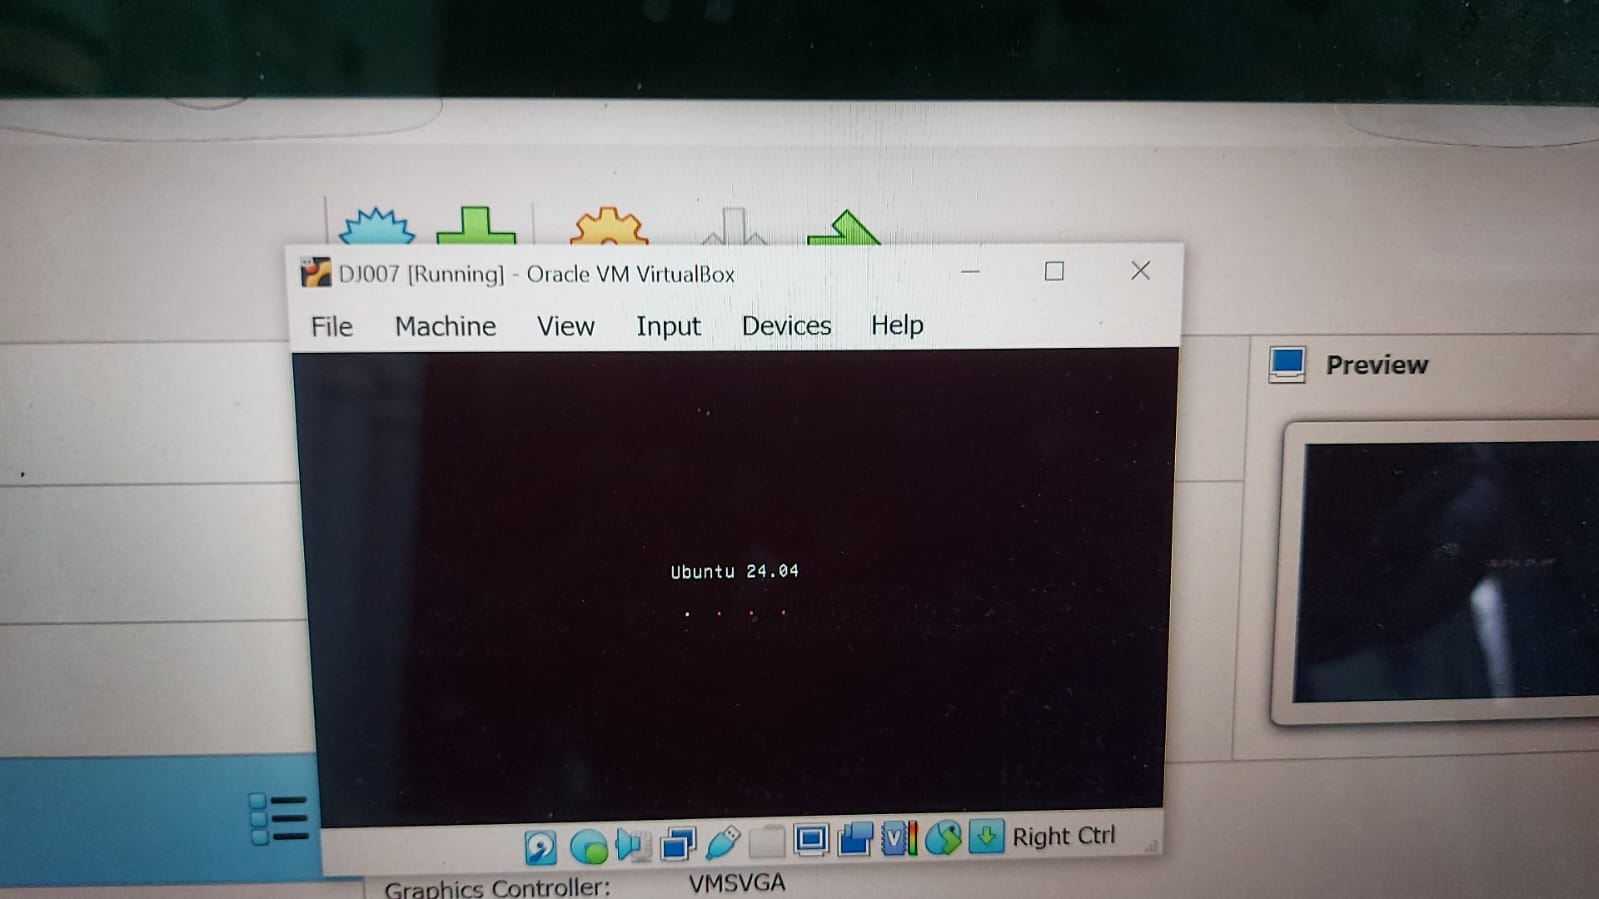 DJ007 [Running] - Oracle VM VirtualBox
File Machine View Input Devices Help
Preview
Ubuntu 24.04
Right Ctrl
Graphics Controller: VMSVGA